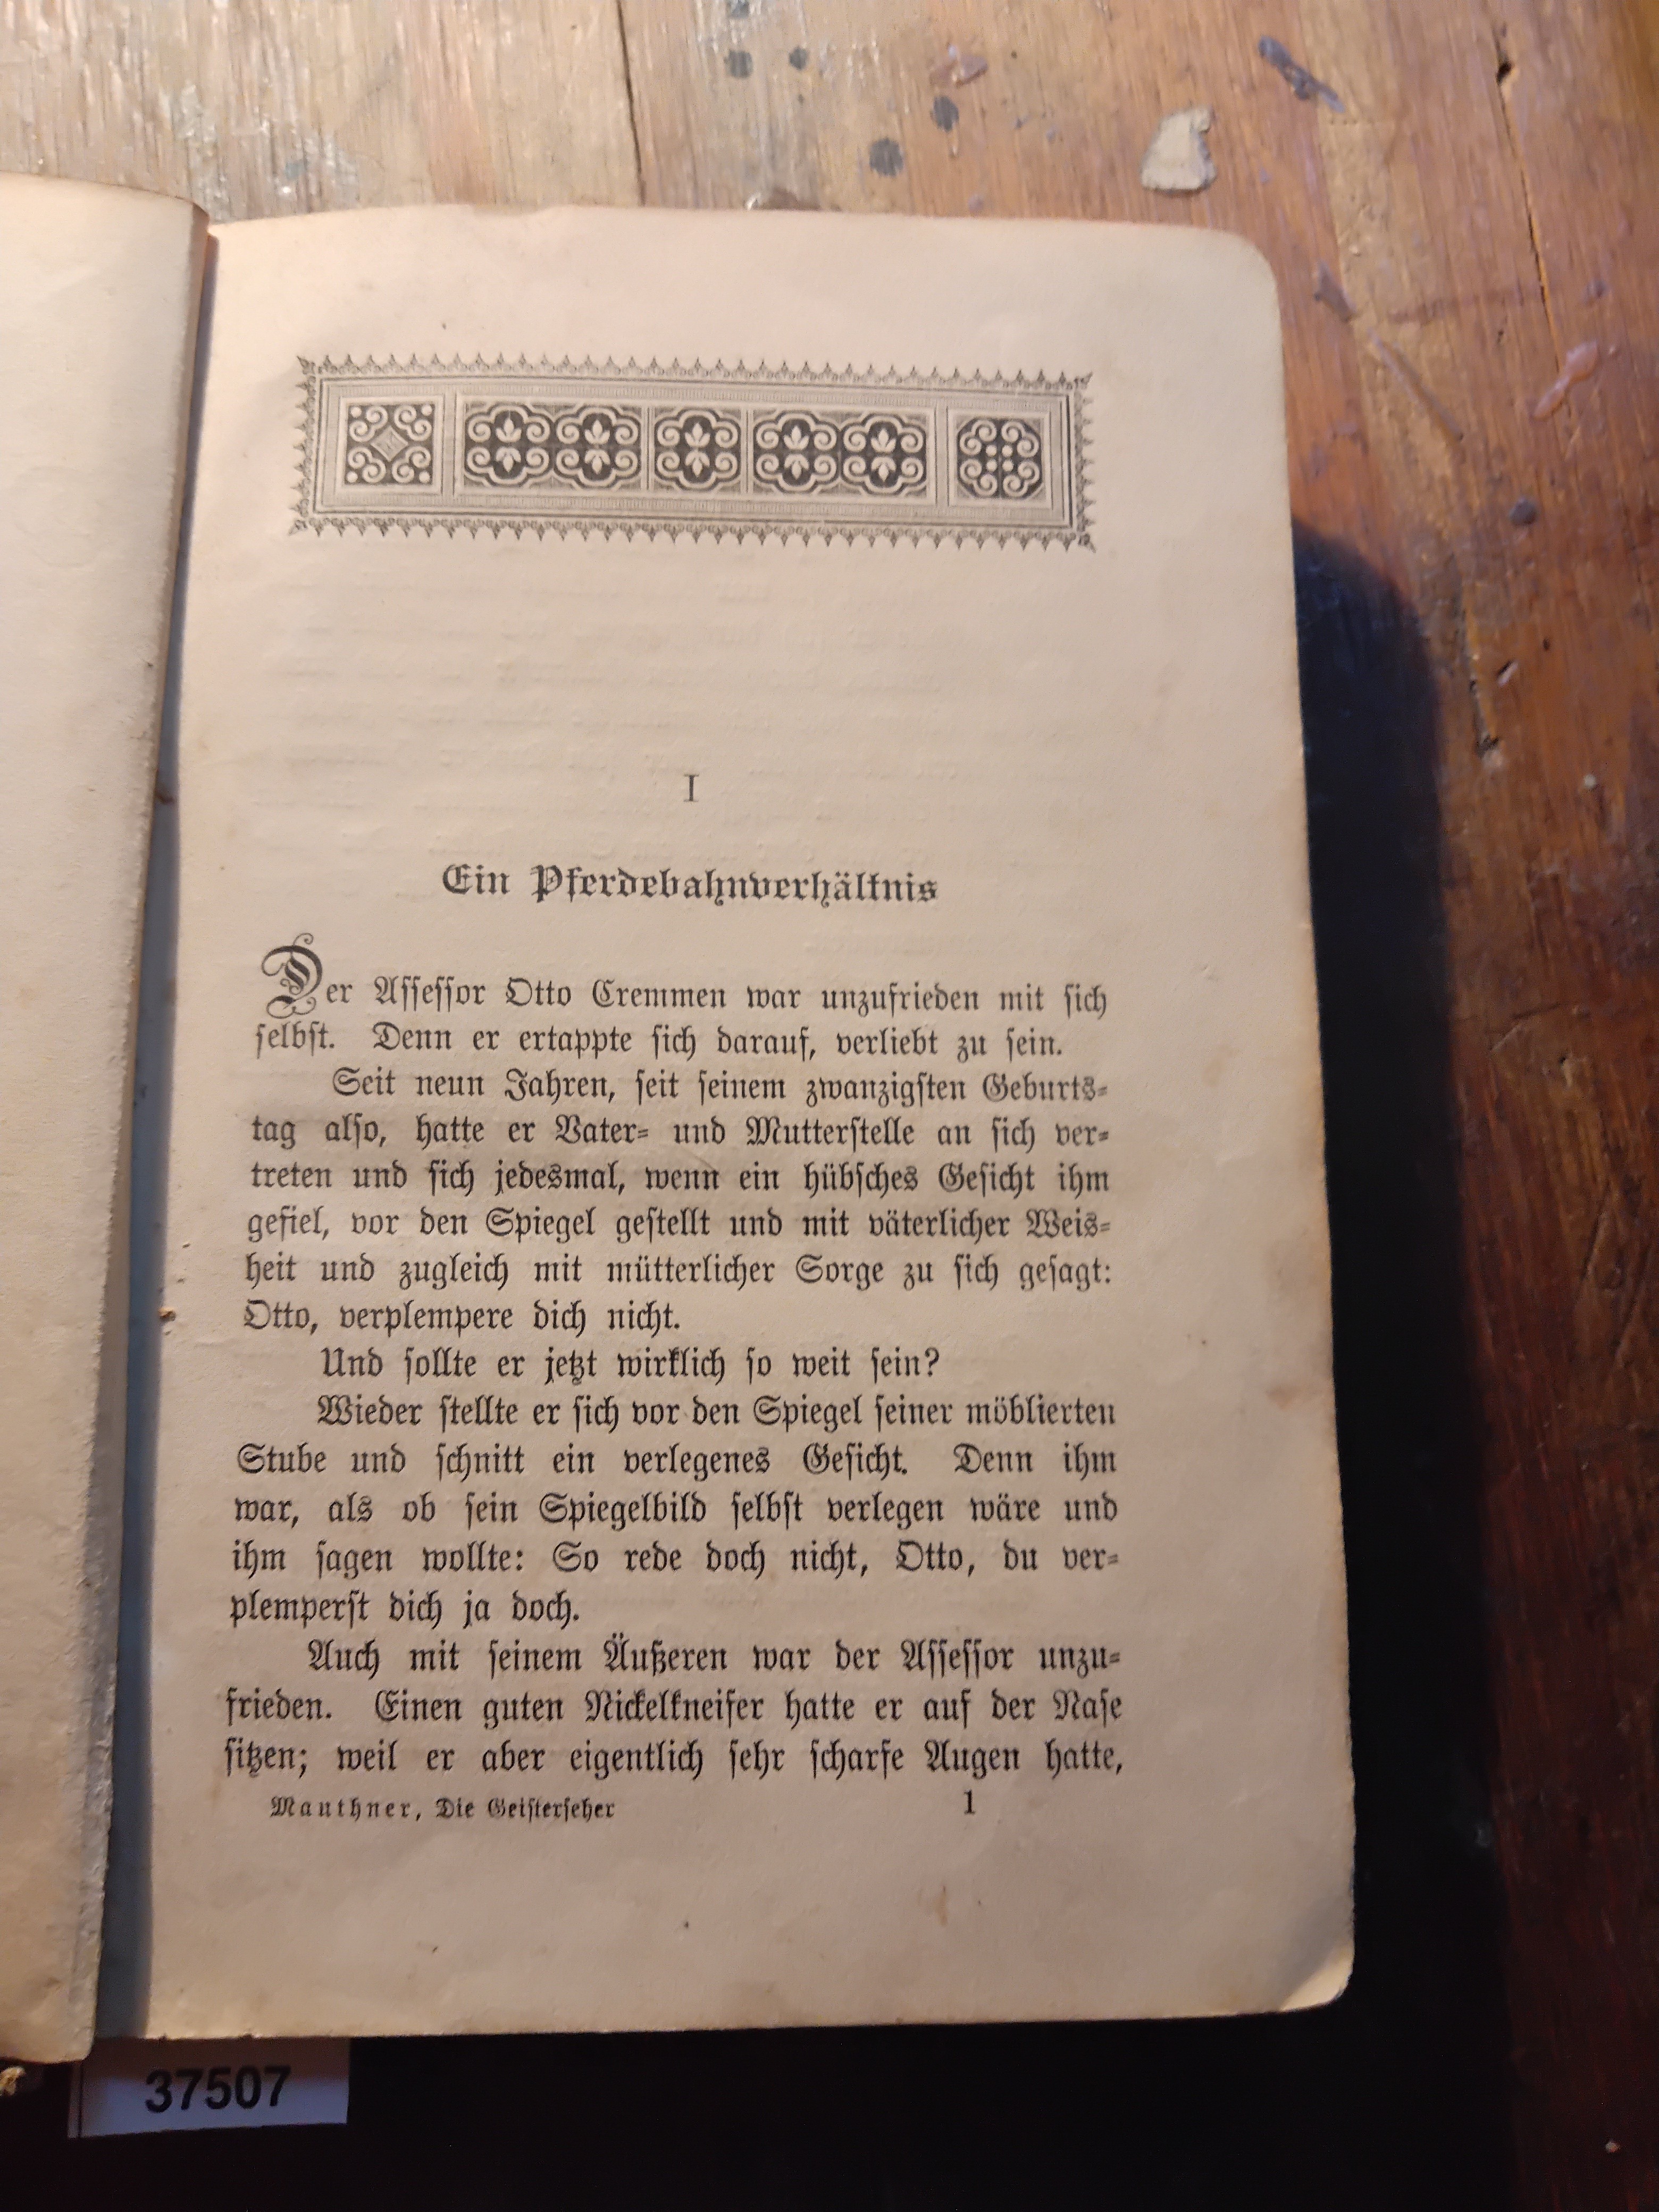 I
Ein Pferdebahnverhältnis
Der Aſſeſſor Otto Cremmen war unzufrieden mit ſich
ſelbſt. Denn er ertappte ſich darauf, verliebt zu ſein.
Seit neun Jahren, ſeit ſeinem zwanzigſten Geburts⸗
tag alſo, hatte er Vater⸗ und Mutterſtelle an ſich ver⸗
treten und ſich jedesmal, wenn ein hübſches Geſicht ihm
gefiel, vor den Spiegel geſtellt und mit väterlicher Weis⸗
heit und zugleich mit mütterlicher Sorge zu ſich geſagt:
Otto, verplempere dich nicht.
Und ſollte er jetzt wirklich ſo weit ſein?
Wieder ſtellte er ſich vor den Spiegel ſeiner möblierten
Stube und ſchnitt ein verlegenes Geſicht. Denn ihm
war, als ob ſein Spiegelbild ſelbſt verlegen wäre und
ihm ſagen wollte: So rede doch nicht, Otto, du ver⸗
plemperſt dich ja doch.
Auch mit ſeinem Äußeren war der Aſſeſſor unzu⸗
frieden. Einen guten Nickelkneifer hatte er auf der Naſe
ſitzen; weil er aber eigentlich ſehr ſcharfe Augen hatte,
Mauthner, Die Geiſterſeher 1
37507